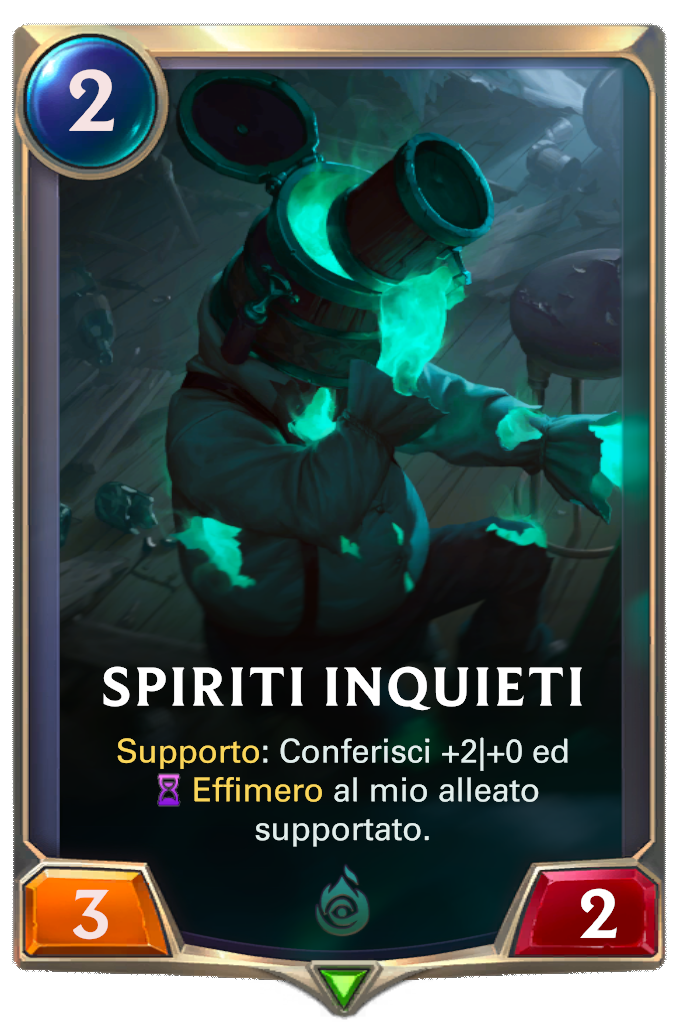 2
SPIRITI INQUIETI
Supporto: Conferisci +2|+0 ed
Effimero al mio alleato
supportato.
3
2